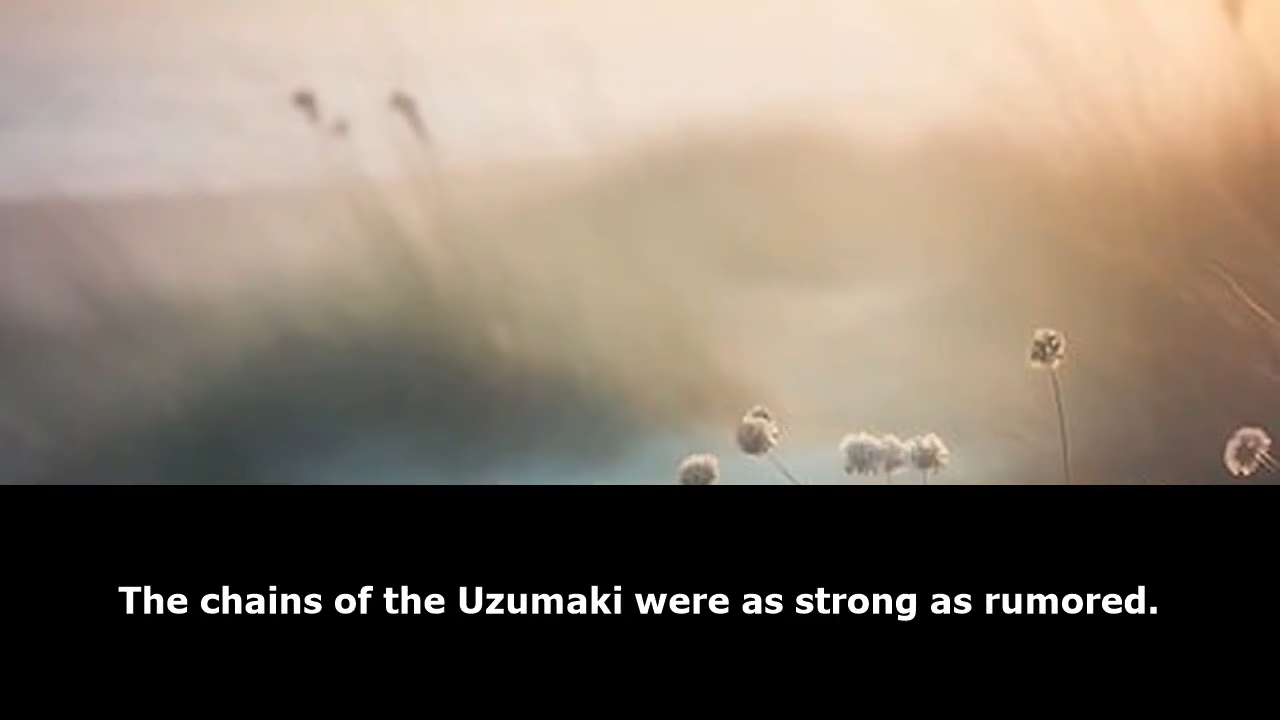 The chains of the Uzumaki were as strong as rumored.